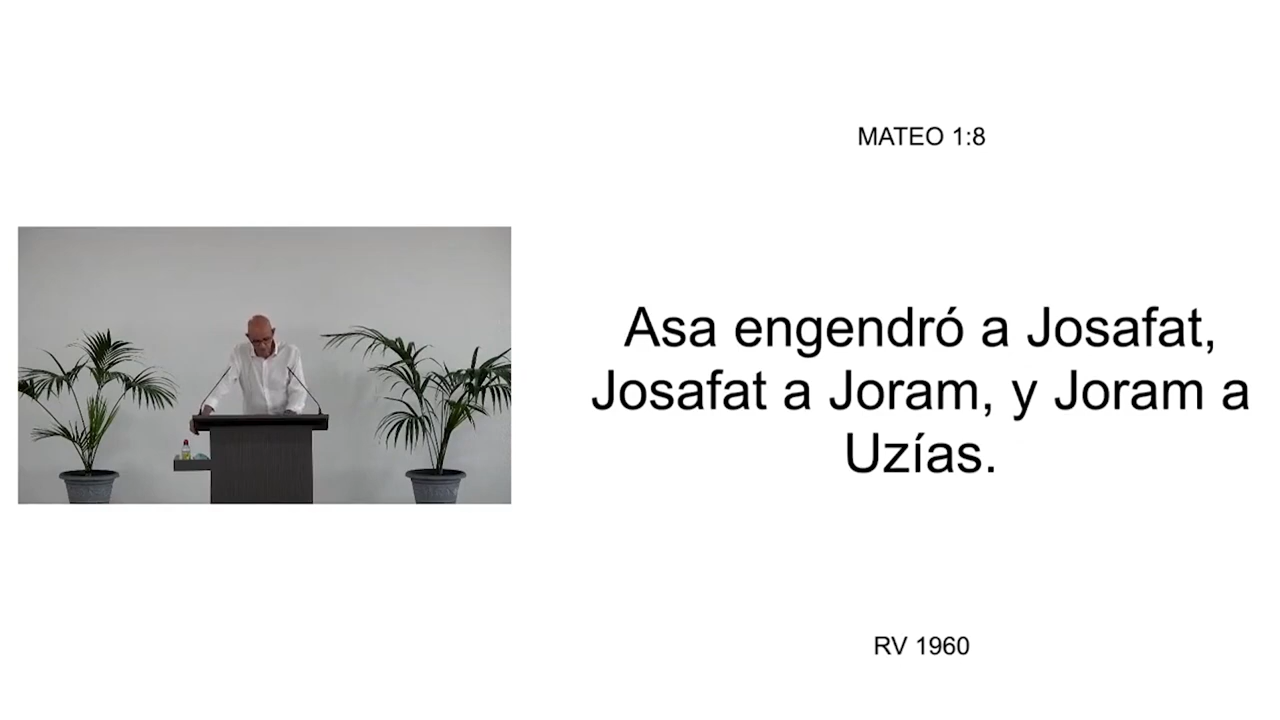 MATEO 1:8
Asa engendró a Josafat,
Josafat a Joram, y Joram a
Uzías.
RV 1960